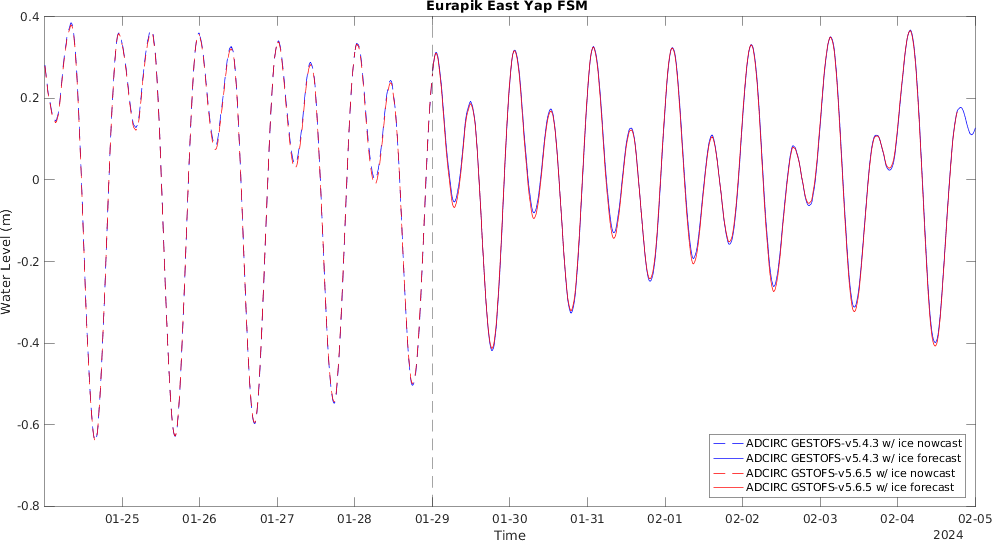 Eurapik East Yap FSM
0.4
0.2
0
-0.2
-0.4
-0.6
-0.8
Water Level (m)
ADCIRC GESTOFS-v5.4.3 w/ ice nowcast
ADCIRC GESTOFS-v5.4.3 w/ ice forecast
ADCIRC GSTOFS-v5.6.5 w/ ice nowcast
ADCIRC GSTOFS-v5.6.5 w/ ice forecast
01-25 01-26 01-27 01-28 01-29 01-30 01-31 02-01 02-02 02-03 02-04 02-05
Time
2024